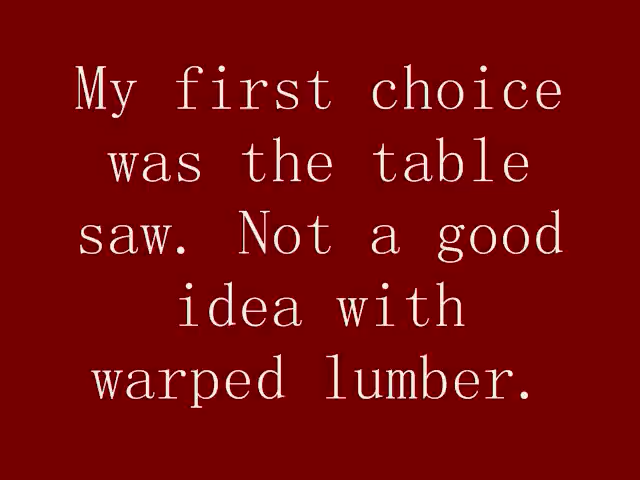 My first choice
was the table
saw. Not a good
idea with
warped lumber.